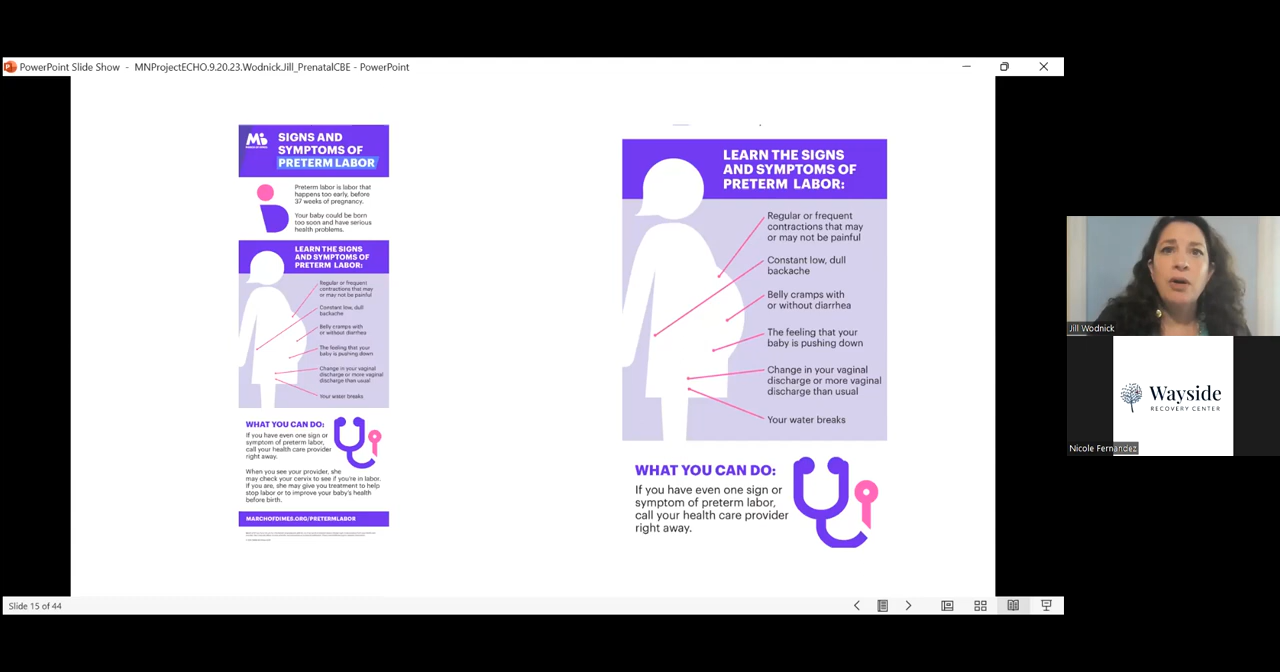 PowerPoint Slide Show - MNProjectECHO.9.20.23.Wodnick.Jill_PrenatalCBE - PowerPoint
SIGNS AND
SYMPTOMS OF
PRETERM LABOR
Preterm labor is labor that
happens too early, before
37 weeks of pregnancy.
Your baby could be born
too soon and have serious
health problems.
LEARN THE SIGNS
AND SYMPTOMS OF
PRETERM LABOR:
Regular or frequent
contractions that may
or may not be painful
Constant low, dull
backache
Belly cramps with
or without diarrhea
The feeling that your
baby is pushing down
Change in your vaginal
discharge or more vaginal
discharge than usual
Your water breaks
WHAT YOU CAN DO:
If you have even one sign or
symptom of preterm labor,
call your health care provider
right away.
When you see your provider, she
may check your cervix to see if you're in labor.
If you are, she may give you treatment to help
stop labor or to improve your baby's health
before birth.
MARCHOFDIMES.ORG/PRETERMLABOR
LEARN THE SIGNS
AND SYMPTOMS OF
PRETERM LABOR:
Regular or frequent
contractions that may
or may not be painful
Constant low, dull
backache
Belly cramps with
or without diarrhea
The feeling that your
baby is pushing down
Change in your vaginal
discharge or more vaginal
discharge than usual
Your water breaks
WHAT YOU CAN DO:
If you have even one sign or
symptom of preterm labor,
call your health care provider
right away.
Slide 15 of 44
Jill Wodnick
Wayside
RECOVERY CENTER
Nicole Fernandez